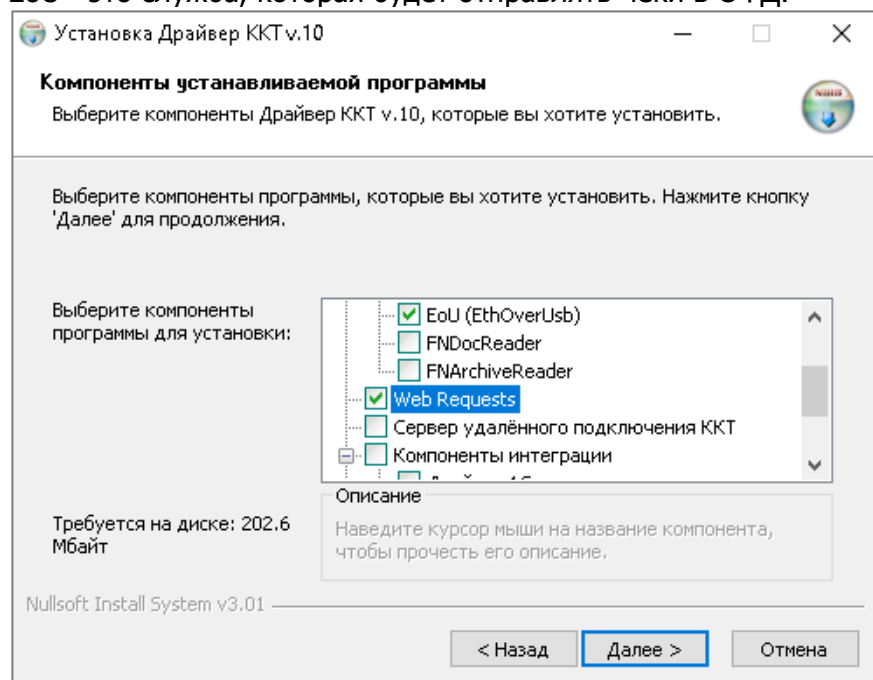 Установка Драйвер ККТ v.10
Компоненты устанавливаемой программы
Выберите компоненты Драйвер ККТ v.10, которые вы хотите установить.
Выберите компоненты программы, которые вы хотите установить. Нажмите кнопку
'Далее' для продолжения.
Выберите компоненты
программы для установки:
EoU (EthOverUsb)
FNDocReader
FNArchiveReader
Web Requests
Сервер удалённого подключения ККТ
Компоненты интеграции
Описание
Наведите курсор мыши на название компонента,
чтобы прочесть его описание.
Требуется на диске: 202.6
Мбайт
Nullsoft Install System v3.01
< Назад
Далее >
Отмена